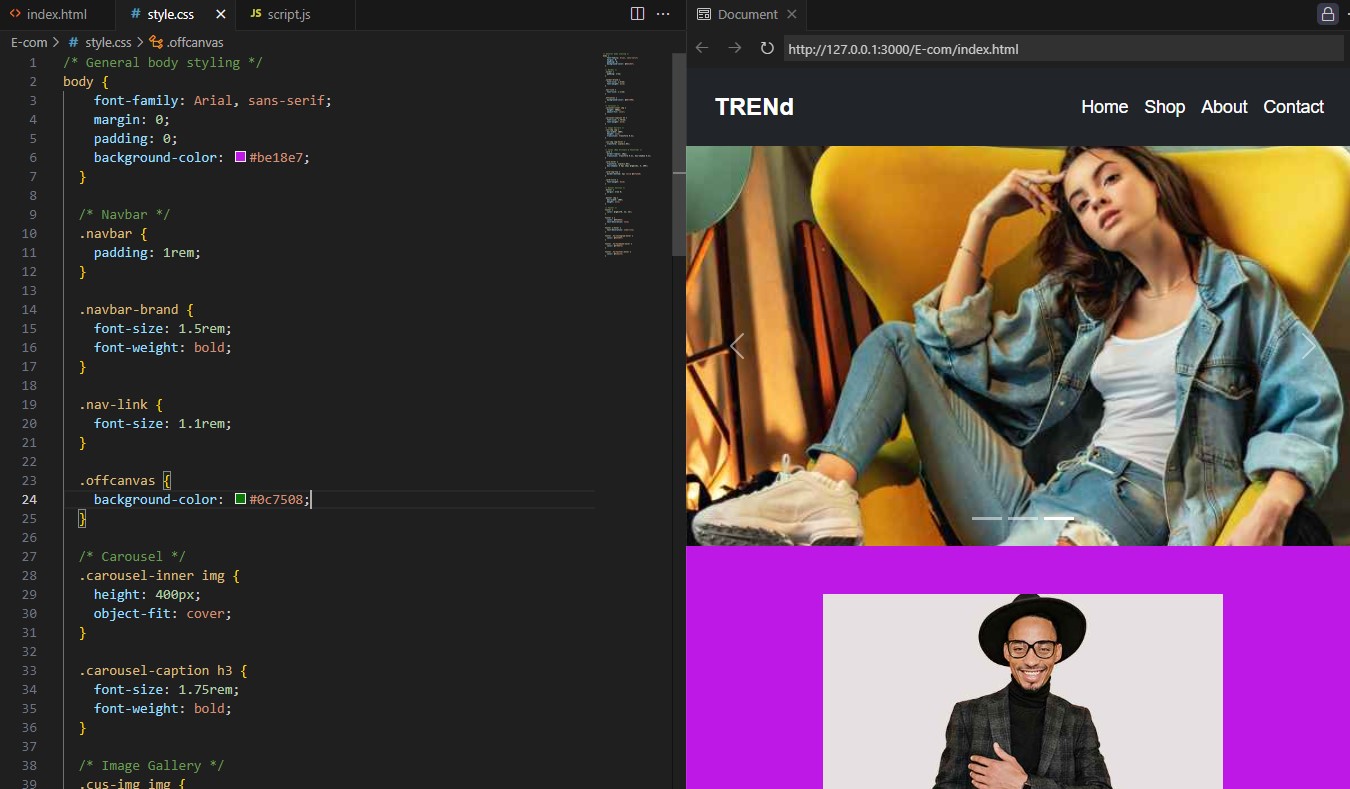 index.html
# style.css
JS script.js
E-com > # style.css > .offcanvas
1 /* General body styling */
2 body {
3 font-family: Arial, sans-serif;
4 margin: 0;
5 padding: 0;
6 background-color: #be18e7;
7 }
8
9 /* Navbar */
10 .navbar {
11 padding: 1rem;
12 }
13
14 .navbar-brand {
15 font-size: 1.5rem;
16 font-weight: bold;
17 }
18
19 .nav-link {
20 font-size: 1.1rem;
21 }
22
23 .offcanvas {
24 background-color: #0c7508;
25 }
26
27 /* Carousel */
28 .carousel-inner img {
29 height: 400px;
30 object-fit: cover;
31 }
32
33 .carousel-caption h3 {
34 font-size: 1.75rem;
35 font-weight: bold;
36 }
37
38 /* Image Gallery */
39 .cus-img img {
Document
http://127.0.0.1:3000/E-com/index.html
TRENd
Home Shop About Contact